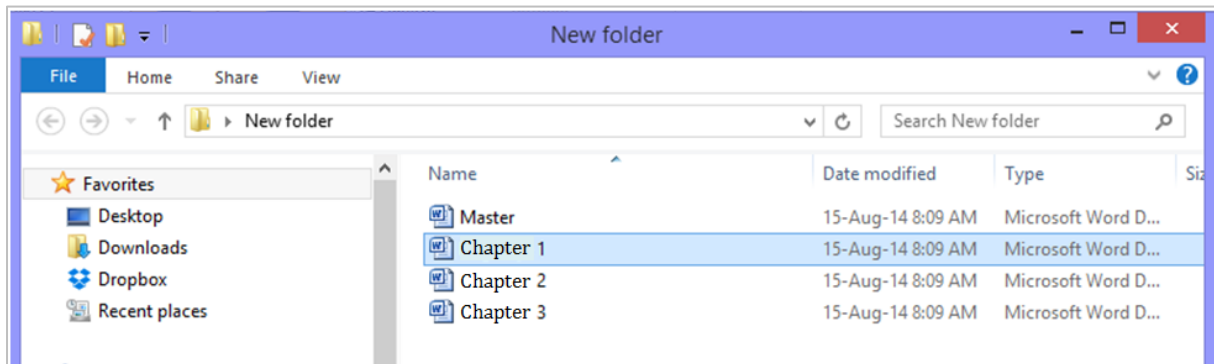 New folder
File Home Share View
New folder Search New folder
Favorites Name Date modified Type Siz
Desktop Master 15-Aug-14 8:09 AM Microsoft Word D...
Downloads Chapter 1 15-Aug-14 8:09 AM Microsoft Word D...
Dropbox Chapter 2 15-Aug-14 8:09 AM Microsoft Word D...
Recent places Chapter 3 15-Aug-14 8:09 AM Microsoft Word D...